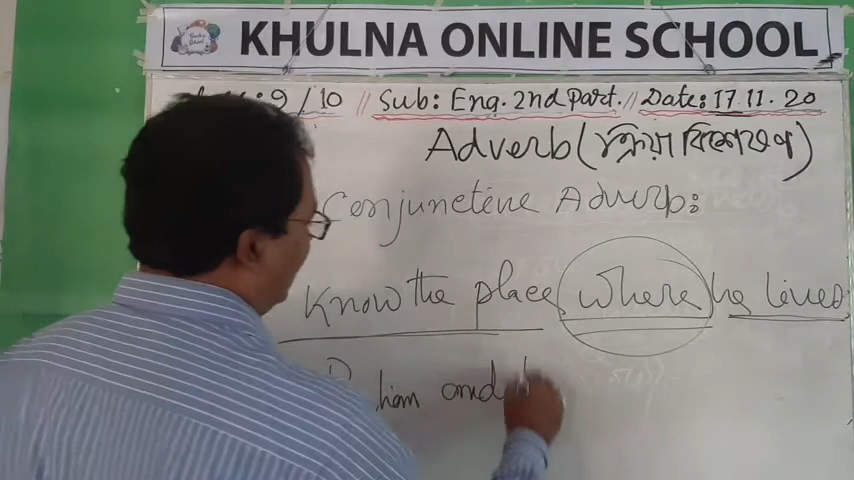 KHULNA ONLINE SCHOOL
9/10 // Sub: Eng. 2nd Part. // Date: 17.11.20
Adverb (ক্রিয়া বিশেষণ)
Conjunctive Adverb:
Know the place where he lives
him and